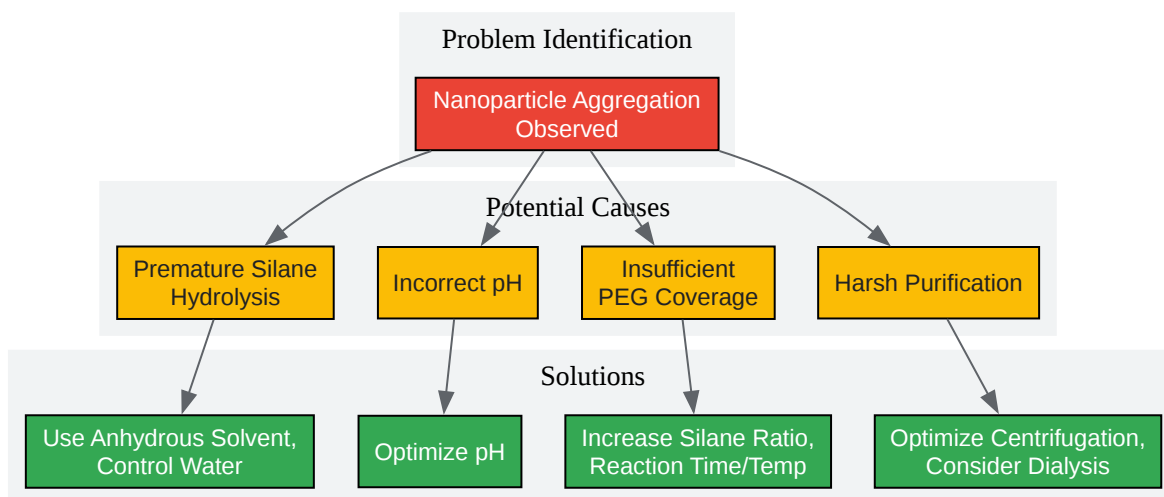 Problem Identification
Nanoparticle Aggregation
Observed
Potential Causes
Premature Silane
Hydrolysis
Incorrect pH
Insufficient
PEG Coverage
Harsh Purification
Solutions
Use Anhydrous Solvent,
Control Water
Optimize pH
Increase Silane Ratio,
Reaction Time/Temp
Optimize Centrifugation,
Consider Dialysis